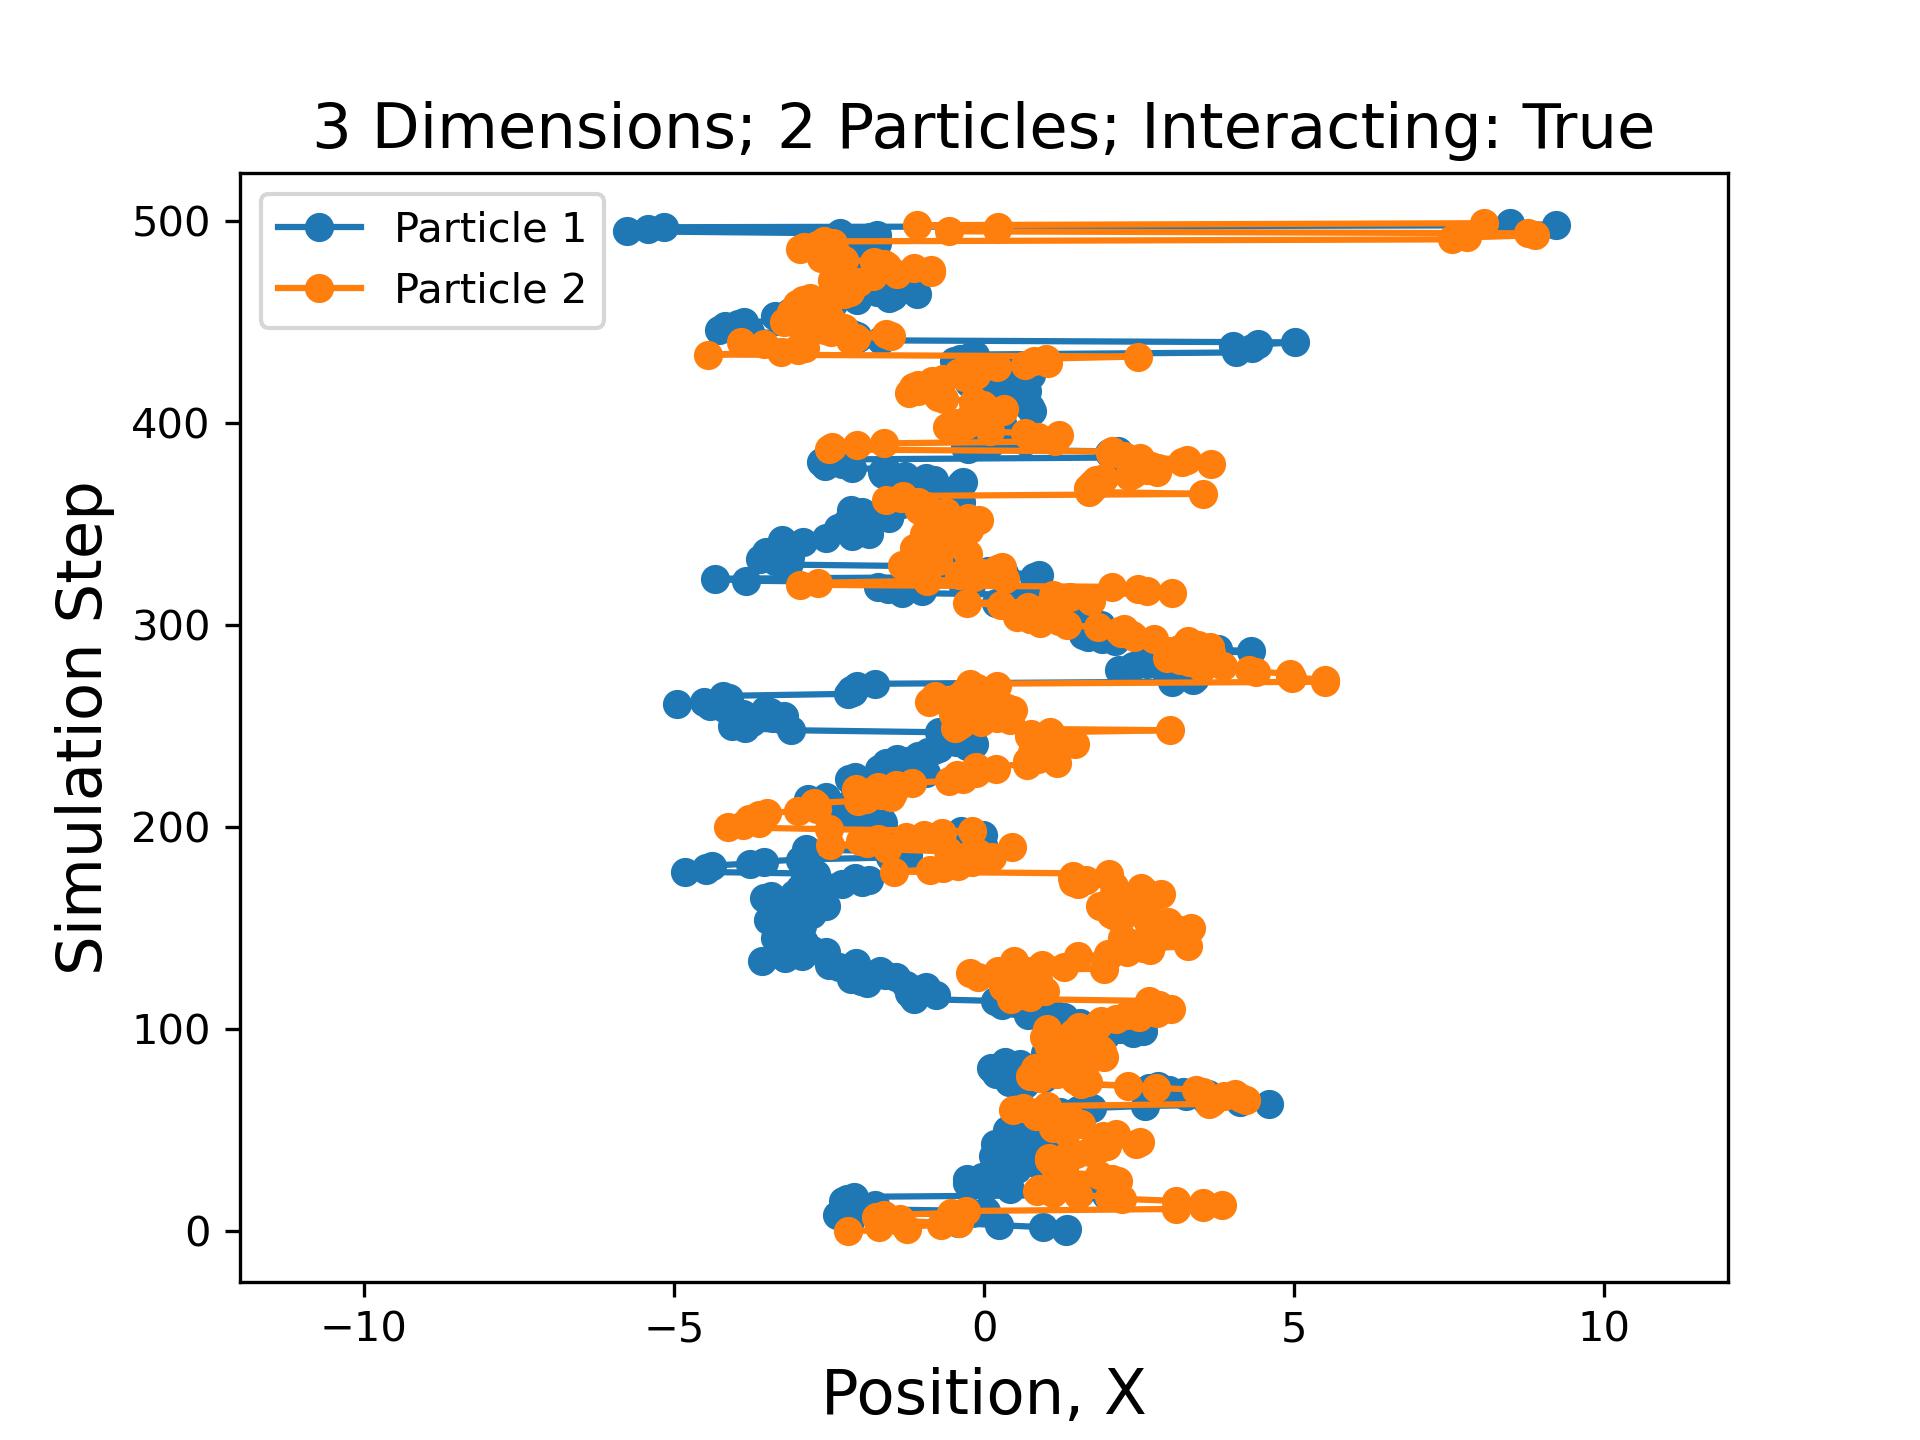 3 Dimensions; 2 Particles; Interacting: True
Particle 1
Particle 2
500
400
300
200
100
0
Simulation Step
−10
−5
0
5
10
Position, X